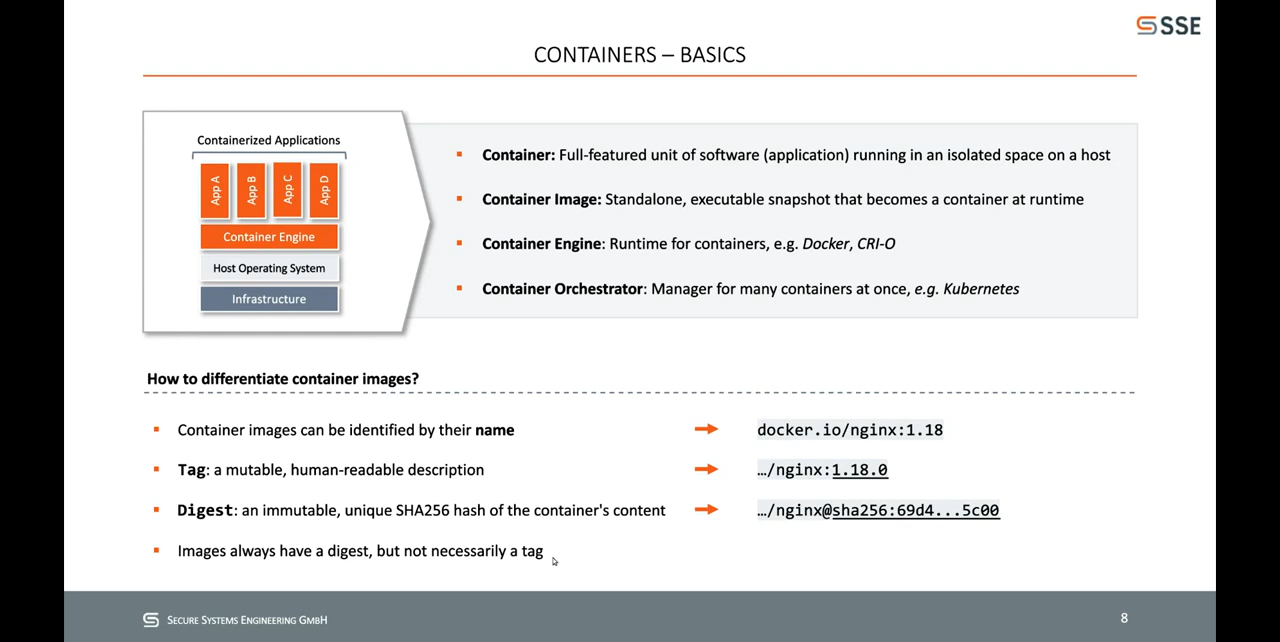 SSE
CONTAINERS – BASICS
Containerized Applications
App A
App B
App C
App D
Container Engine
Host Operating System
Infrastructure
Container: Full-featured unit of software (application) running in an isolated space on a host
Container Image: Standalone, executable snapshot that becomes a container at runtime
Container Engine: Runtime for containers, e.g. Docker, CRI-O
Container Orchestrator: Manager for many containers at once, e.g. Kubernetes
How to differentiate container images?
Container images can be identified by their name
docker.io/nginx:1.18
Tag: a mutable, human-readable description
…/nginx:1.18.0
Digest: an immutable, unique SHA256 hash of the container's content
…/nginx@sha256:69d4...5c00
Images always have a digest, but not necessarily a tag
SECURE SYSTEMS ENGINEERING GMBH
8